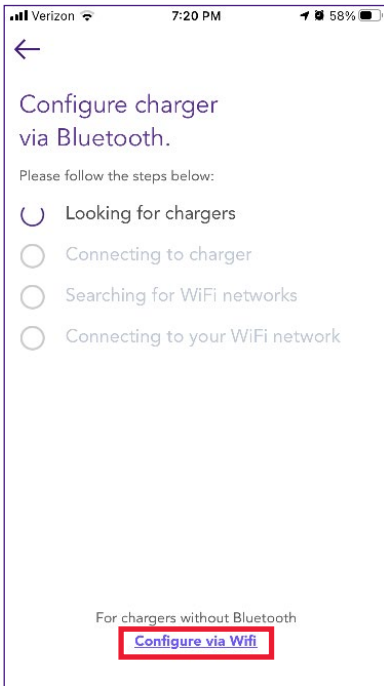 Verizon 7:20 PM 58%
Configure charger
via Bluetooth.
Please follow the steps below:
Looking for chargers
Connecting to charger
Searching for WiFi networks
Connecting to your WiFi network
For chargers without Bluetooth
Configure via Wifi